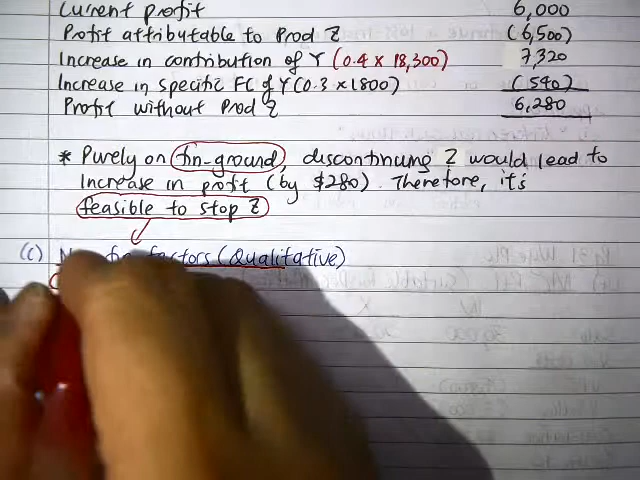 Current profit 6,000
Profit attributable to Prod Z (6,500)
Increase in contribution of Y (0.4 x 18,300) 7,320
Increase in specific FC of Y (0.3 x 1800) (540)
Profit without Prod Z 6,280
* Purely on fin-ground, discontinuing Z would lead to
increase in profit (by $280). Therefore, it's
feasible to stop Z
(c) factors (Qualitative)